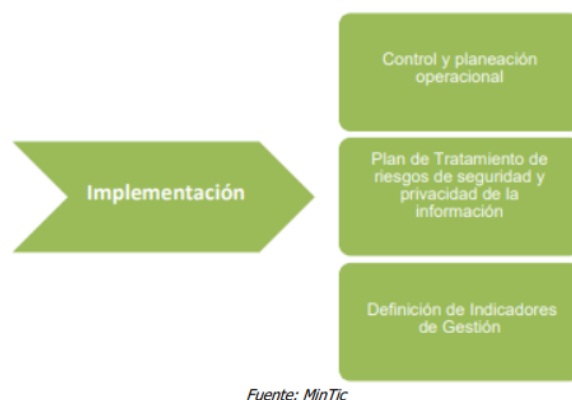 Control y planeación
operacional
Implementación
Plan de Tratamiento de
riesgos de seguridad y
privacidad de la
información
Definición de Indicadores
de Gestión
Fuente: MinTic